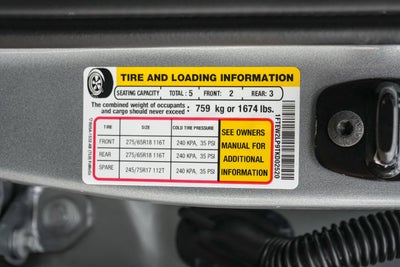 TIRE AND LOADING INFORMATION
SEATING CAPACITY TOTAL : 5 FRONT: 2 REAR: 3
The combined weight of occupants and cargo should never exceed : 759 kg or 1674 lbs.
TIRE SIZE COLD TIRE PRESSURE
FRONT 275/65R18 116T 240 KPA, 35 PSI
REAR 275/65R18 116T 240 KPA, 35 PSI
SPARE 245/75R17 112T 240 KPA, 35 PSI
SEE OWNERS
MANUAL FOR
ADDITIONAL
INFORMATION